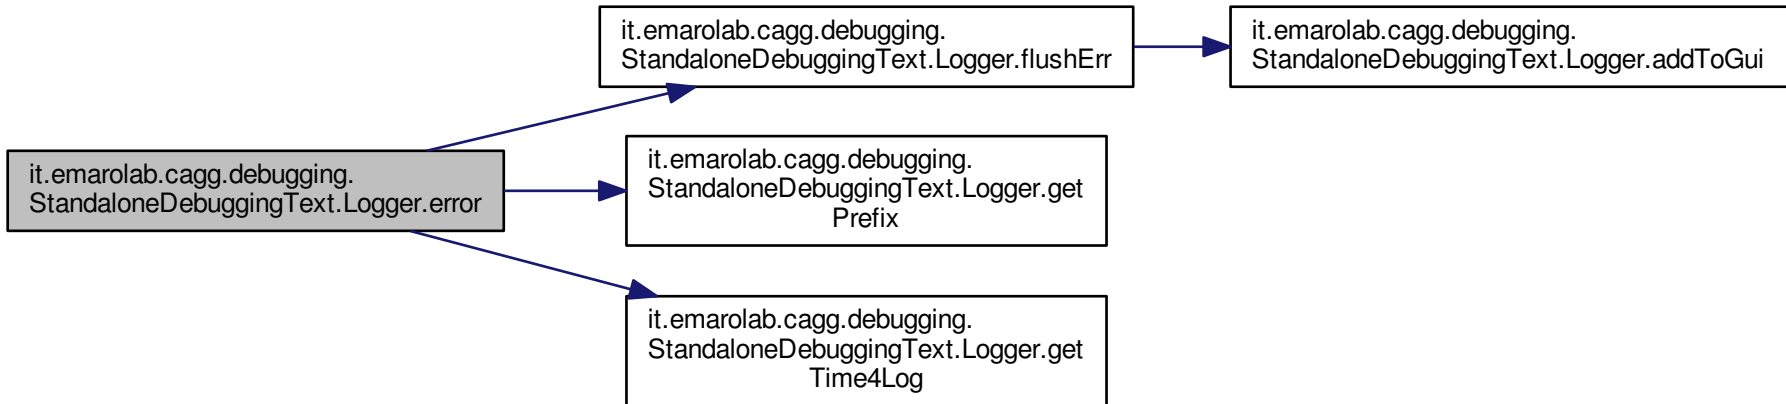 it.emarolab.cagg.debugging.
StandaloneDebuggingText.Logger.error
it.emarolab.cagg.debugging.
StandaloneDebuggingText.Logger.flushErr
it.emarolab.cagg.debugging.
StandaloneDebuggingText.Logger.addToGui
it.emarolab.cagg.debugging.
StandaloneDebuggingText.Logger.get
Prefix
it.emarolab.cagg.debugging.
StandaloneDebuggingText.Logger.get
Time4Log